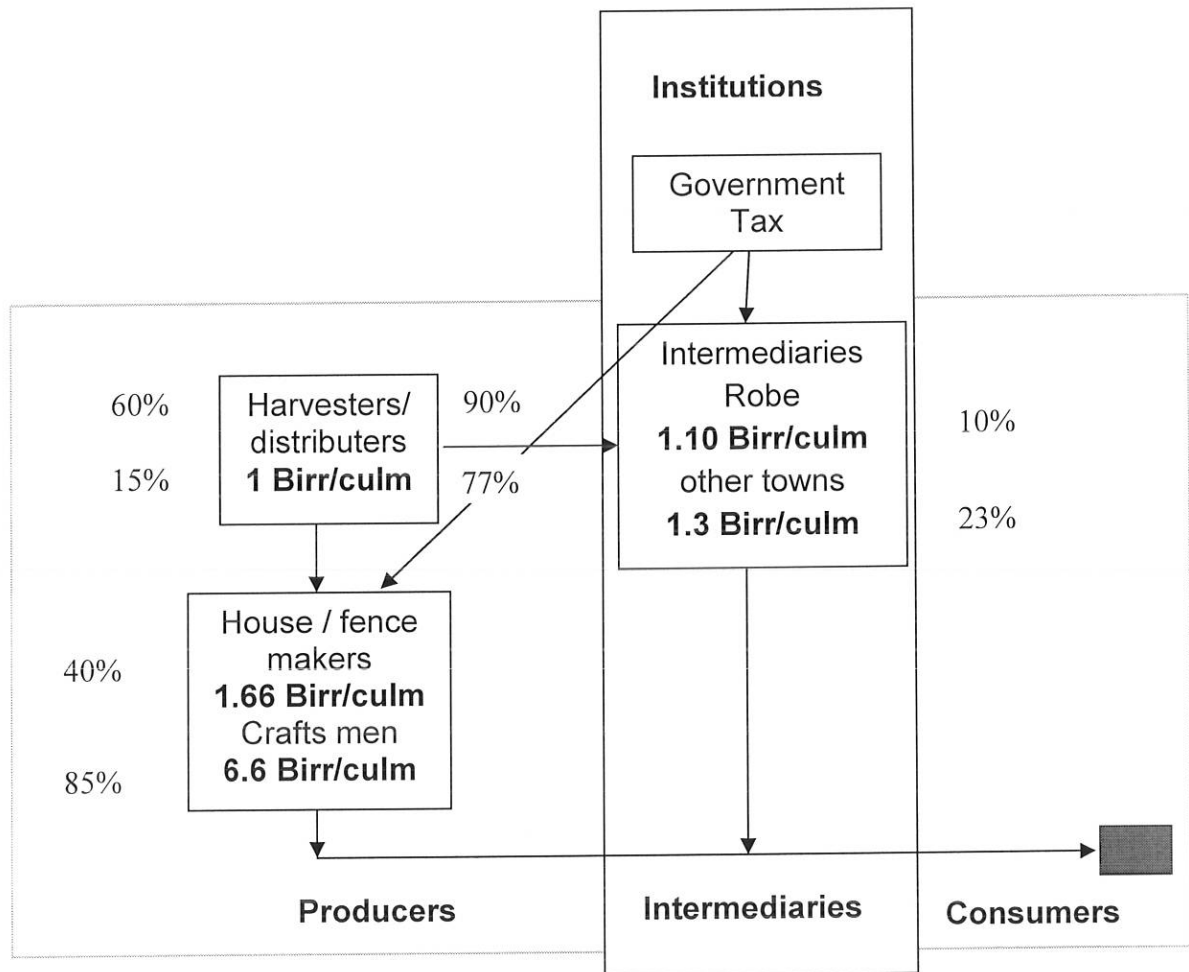 Institutions
Government
Tax
60%
15%
Harvesters/
distributers
1 Birr/culm
90%
77%
Intermediaries
Robe
1.10 Birr/culm
other towns
1.3 Birr/culm
10%
23%
40%
85%
House / fence
makers
1.66 Birr/culm
Crafts men
6.6 Birr/culm
Producers
Intermediaries
Consumers